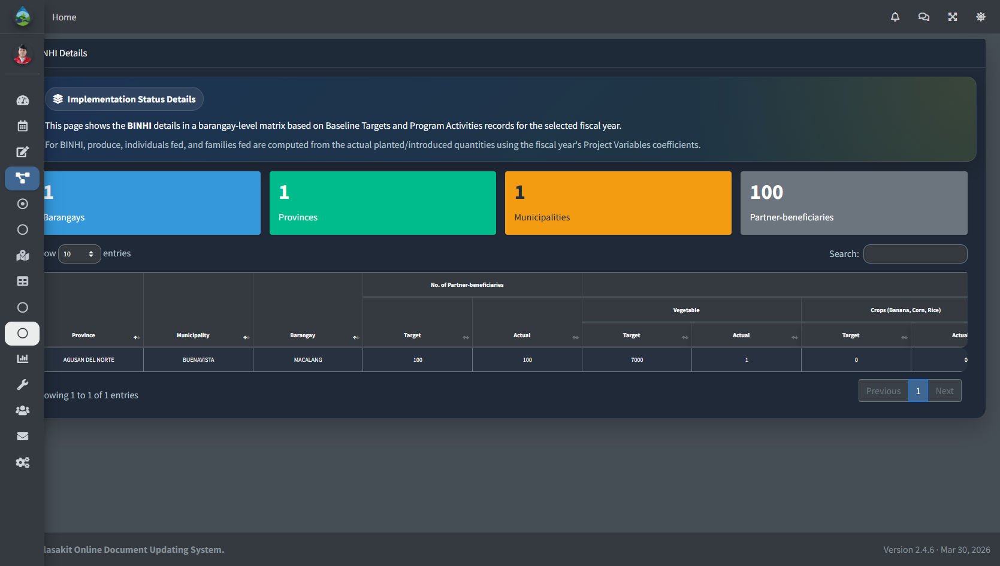 Home
NHI Details
Implementation Status Details
This page shows the BINHI details in a barangay-level matrix based on Baseline Targets and Program Activities records for the selected fiscal year.
For BINHI, produce, individuals fed, and families fed are computed from the actual planted/introduced quantities using the fiscal year's Project Variables coefficients.
1
Barangays
1
Provinces
1
Municipalities
100
Partner-beneficiaries
ow 10 entries
Search:
No. of Partner-beneficiaries
Vegetable Crops (Banana, Corn, Rice)
Province Municipality Barangay Target Actual Target Actual Target Actua
AGUSAN DEL NORTE BUENAVISTA MACALANG 100 100 7000 1 0 0
owing 1 to 1 of 1 entries
Previous 1 Next
lasakit Online Document Updating System.
Version 2.4.6 · Mar 30, 2026